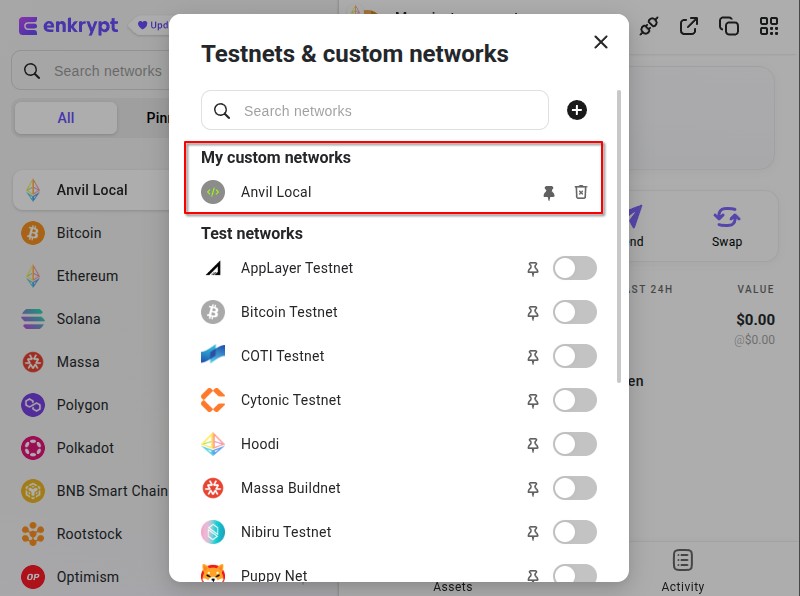 enkrypt
Upd
Search networks
All
Pin
Anvil Local
Bitcoin
Ethereum
Solana
Massa
Polygon
Polkadot
BNB Smart Chain
Rootstock
OP
Optimism
Testnets & custom networks
Search networks
My custom networks
Anvil Local
Test networks
AppLayer Testnet
Bitcoin Testnet
COTI Testnet
Cytonic Testnet
Hoodi
Massa Buildnet
Nibiru Testnet
Puppy Net
nd
Swap
AST 24H
VALUE
$0.00
@$0.00
en
Assets
Activity